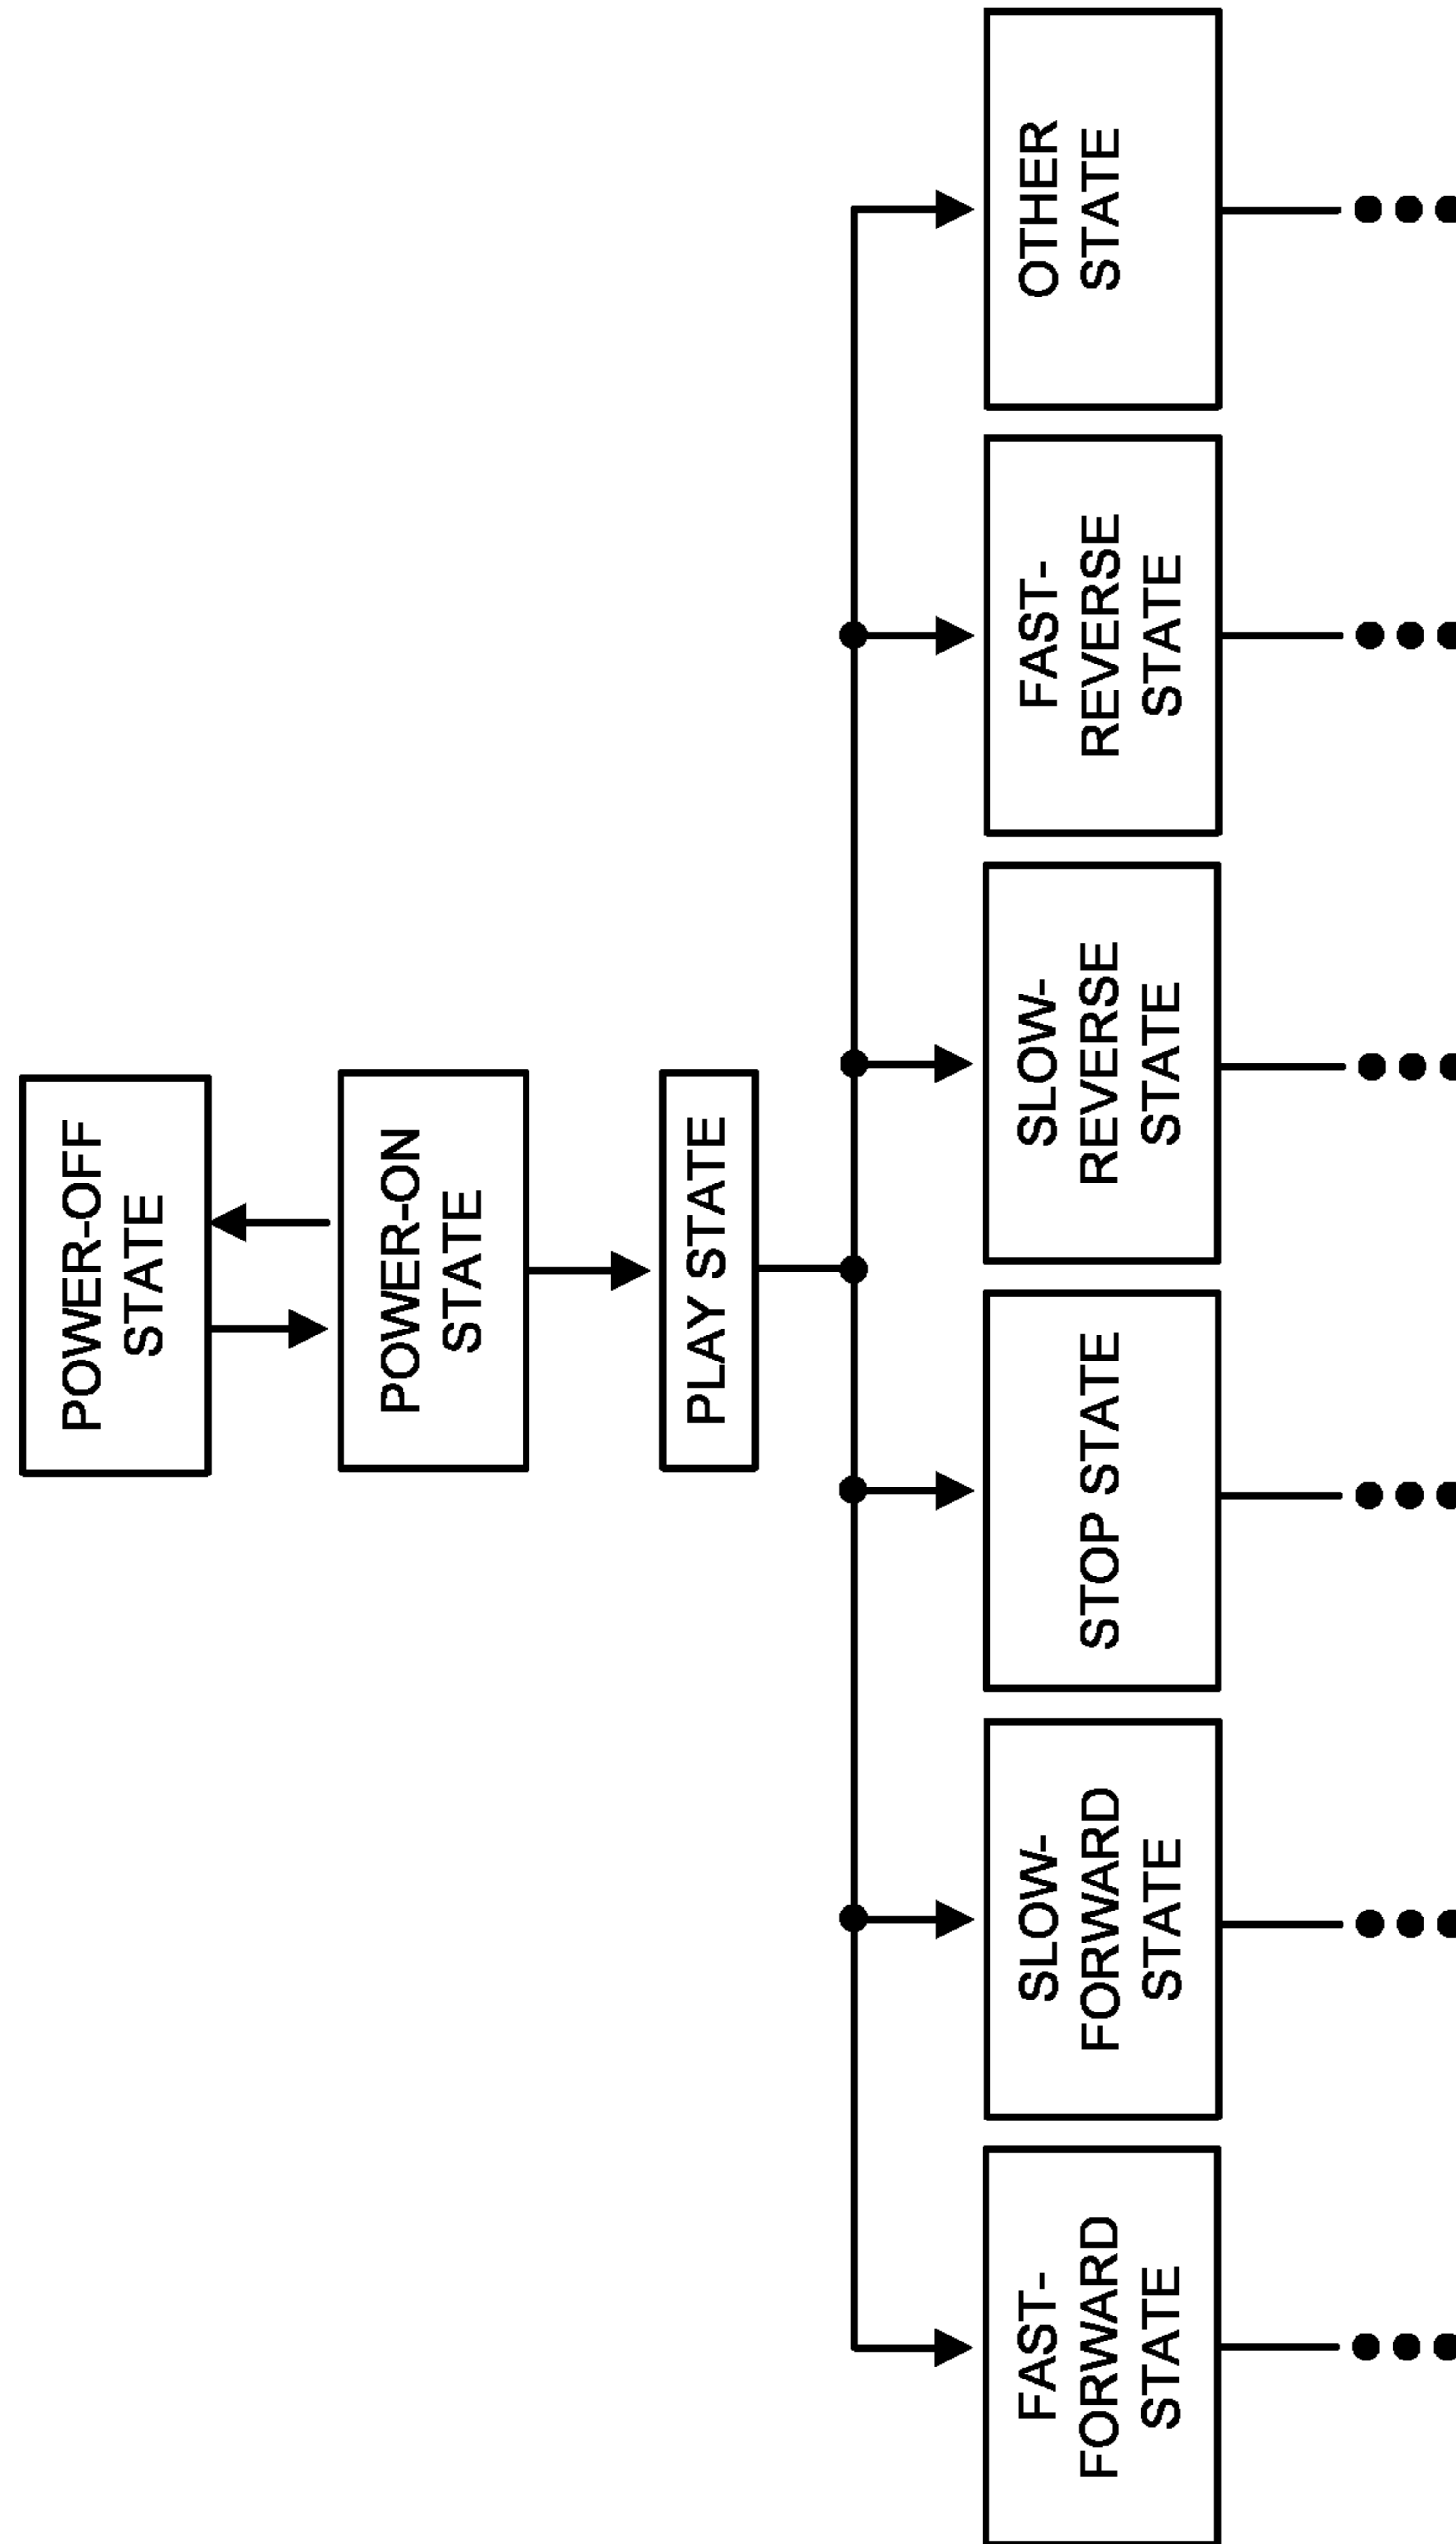 POWER-OFF
STATE
POWER-ON
STATE
PLAY STATE
FAST-
FORWARD
STATE
SLOW-
FORWARD
STATE
STOP STATE
SLOW-
REVERSE
STATE
FAST-
REVERSE
STATE
OTHER
STATE